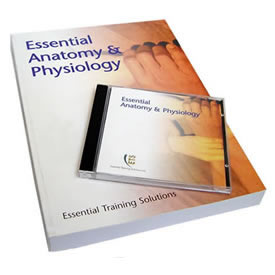 Essential
Anatomy &
Physiology
Essential
Anatomy & Physiology
Essential Training Solutions